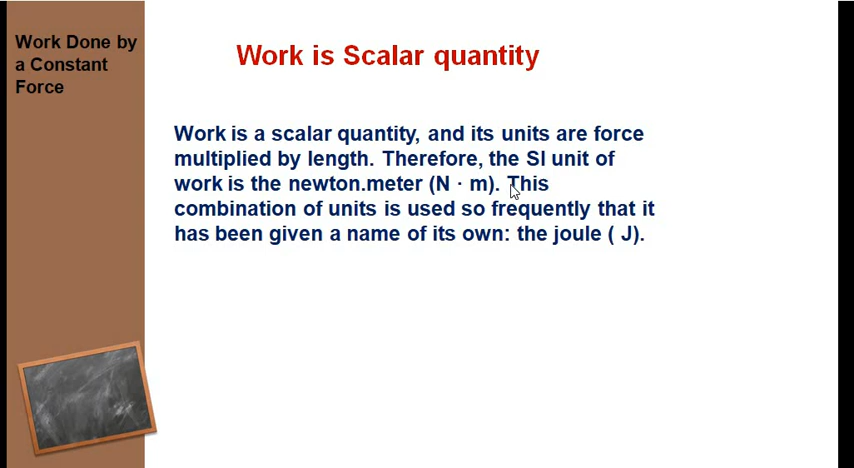 Work Done by
a Constant
Force
Work is Scalar quantity
Work is a scalar quantity, and its units are force
multiplied by length. Therefore, the SI unit of
work is the newton.meter (N · m). This
combination of units is used so frequently that it
has been given a name of its own: the joule ( J).